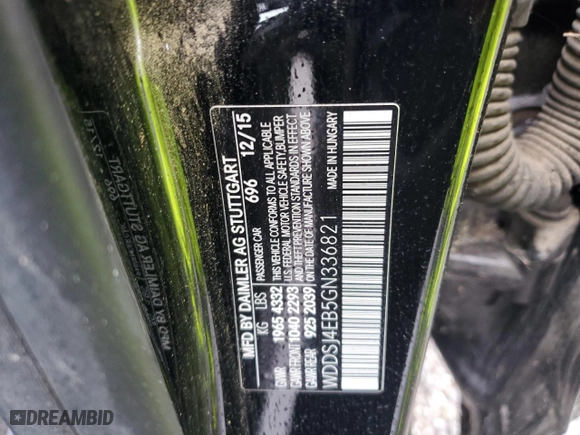 MFD BY DAIMLER AG STUTTGART
696 12/15
PASSENGER CAR
THIS VEHICLE CONFORMS TO ALL APPLICABLE
U.S. FEDERAL MOTOR VEHICLE SAFETY, BUMPER
AND THEFT PREVENTION STANDARDS IN EFFECT
ON THE DATE OF MANUFACTURE SHOWN ABOVE
KG LBS
GVWR 1965 4332
GAWR FRONT 1040 2293
GAWR REAR 925 2039
MADE IN HUNGARY
WDDSJ4EB5GN336821
DREAMBID